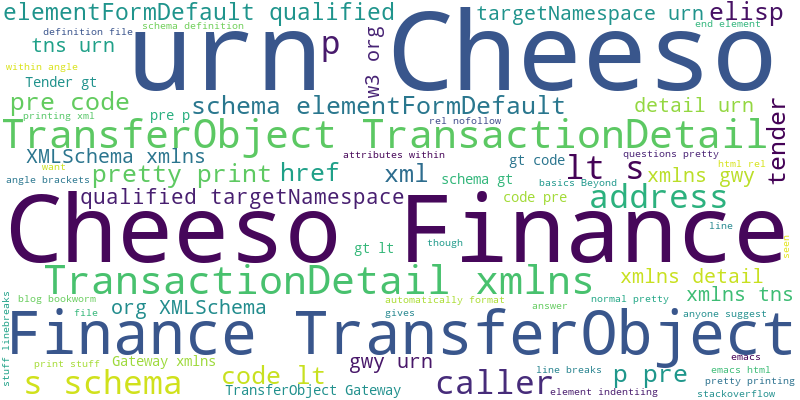 elementFormDefault qualified
targetNamespace urn
elisp
definition file
schema definition
end element
tns urn
urn
p
w3 org
Cheeso
within angle
Tender gt
pre code
printing xml
pre p
schema elementFormDefault
rel nofollow
detail urn
tender
TransferObject TransactionDetail
XMLSchema xmlns
attributes within
gt code
lt s
questions pretty
html rel
want
angle brackets
pretty print
href
xml
schema gt
basics Beyond
xmlns gwy
qualified targetNamespace
code pre
address
Cheeso Finance
line
gt lt
though
seen
TransactionDetail xmlns
xmlns detail
stuff linebreaks
blog bookworm
file
org XMLSchema
automatically format
gives
answer
normal pretty
xmlns tns
anyone suggest
Finance TransferObject
print stuff
Gateway xmlns
gwy urn
emacs
s schema
code lt
TransferObject Gateway
caller
line breaks
element indentiing
p pre
emacs html
pretty printing
stackoverflow